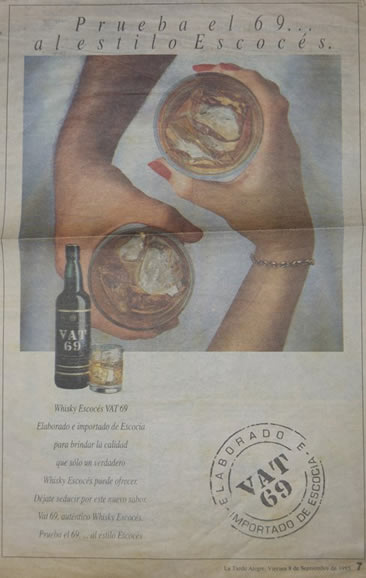 Prueba el 69...
al estilo Escocés.
VAT
69
Whisky Escocés VAT 69
Elaborado e importado de Escocia
para brindar la calidad
que sólo un verdadero
Whisky Escocés puede ofrecer.
Déjate seducir por este nuevo sabor.
Vat 69, auténtico Whisky Escocés.
Prueba el 69, ... al estilo Escocés
ELABORADO E
IMPORTADO DE ESCOCIA
VAT
69
La Tarde Alegre, Viernes 8 de Septiembre de 7